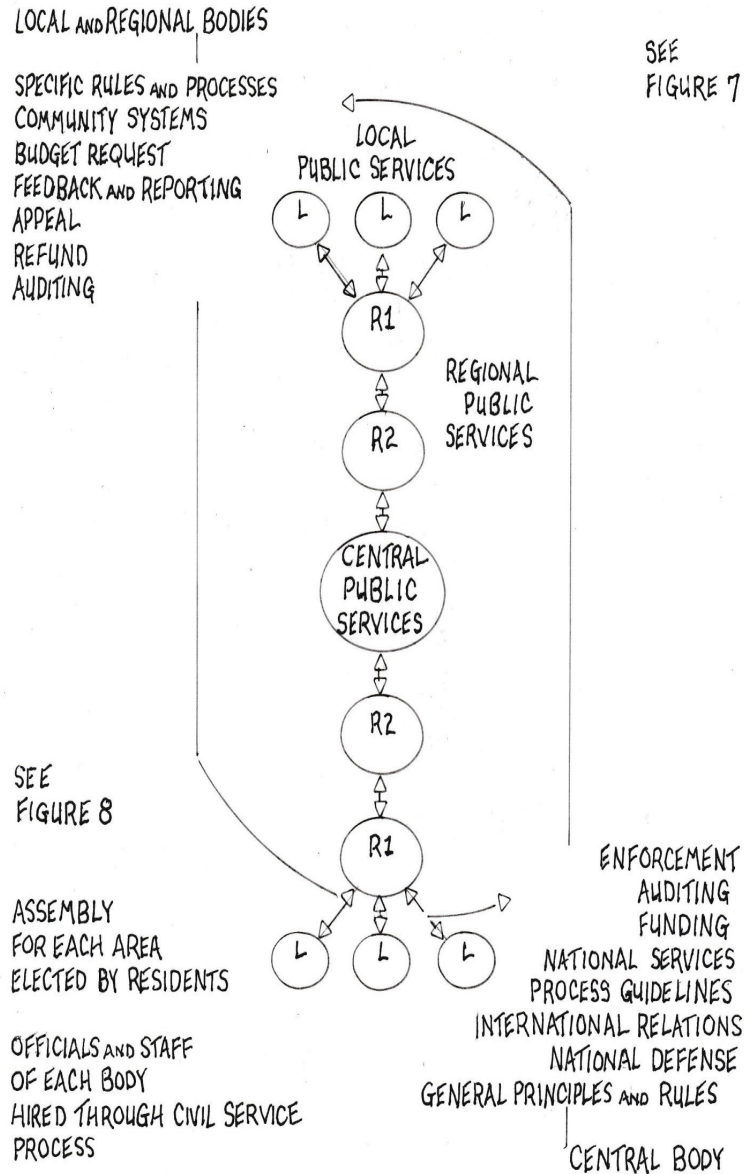 LOCAL AND REGIONAL BODIES
SPECIFIC RULES AND PROCESSES
COMMUNITY SYSTEMS
BUDGET REQUEST
FEEDBACK AND REPORTING
APPEAL
REFUND
AUDITING
SEE
FIGURE 7
LOCAL
PUBLIC SERVICES
L L L
R1
REGIONAL
PUBLIC
SERVICES
R2
CENTRAL
PUBLIC
SERVICES
R2
SEE
FIGURE 8
R1
L L L
ASSEMBLY
FOR EACH AREA
ELECTED BY RESIDENTS
OFFICIALS AND STAFF
OF EACH BODY
HIRED THROUGH CIVIL SERVICE
PROCESS
ENFORCEMENT
AUDITING
FUNDING
NATIONAL SERVICES
PROCESS GUIDELINES
INTERNATIONAL RELATIONS
NATIONAL DEFENSE
GENERAL PRINCIPLES AND RULES
CENTRAL BODY